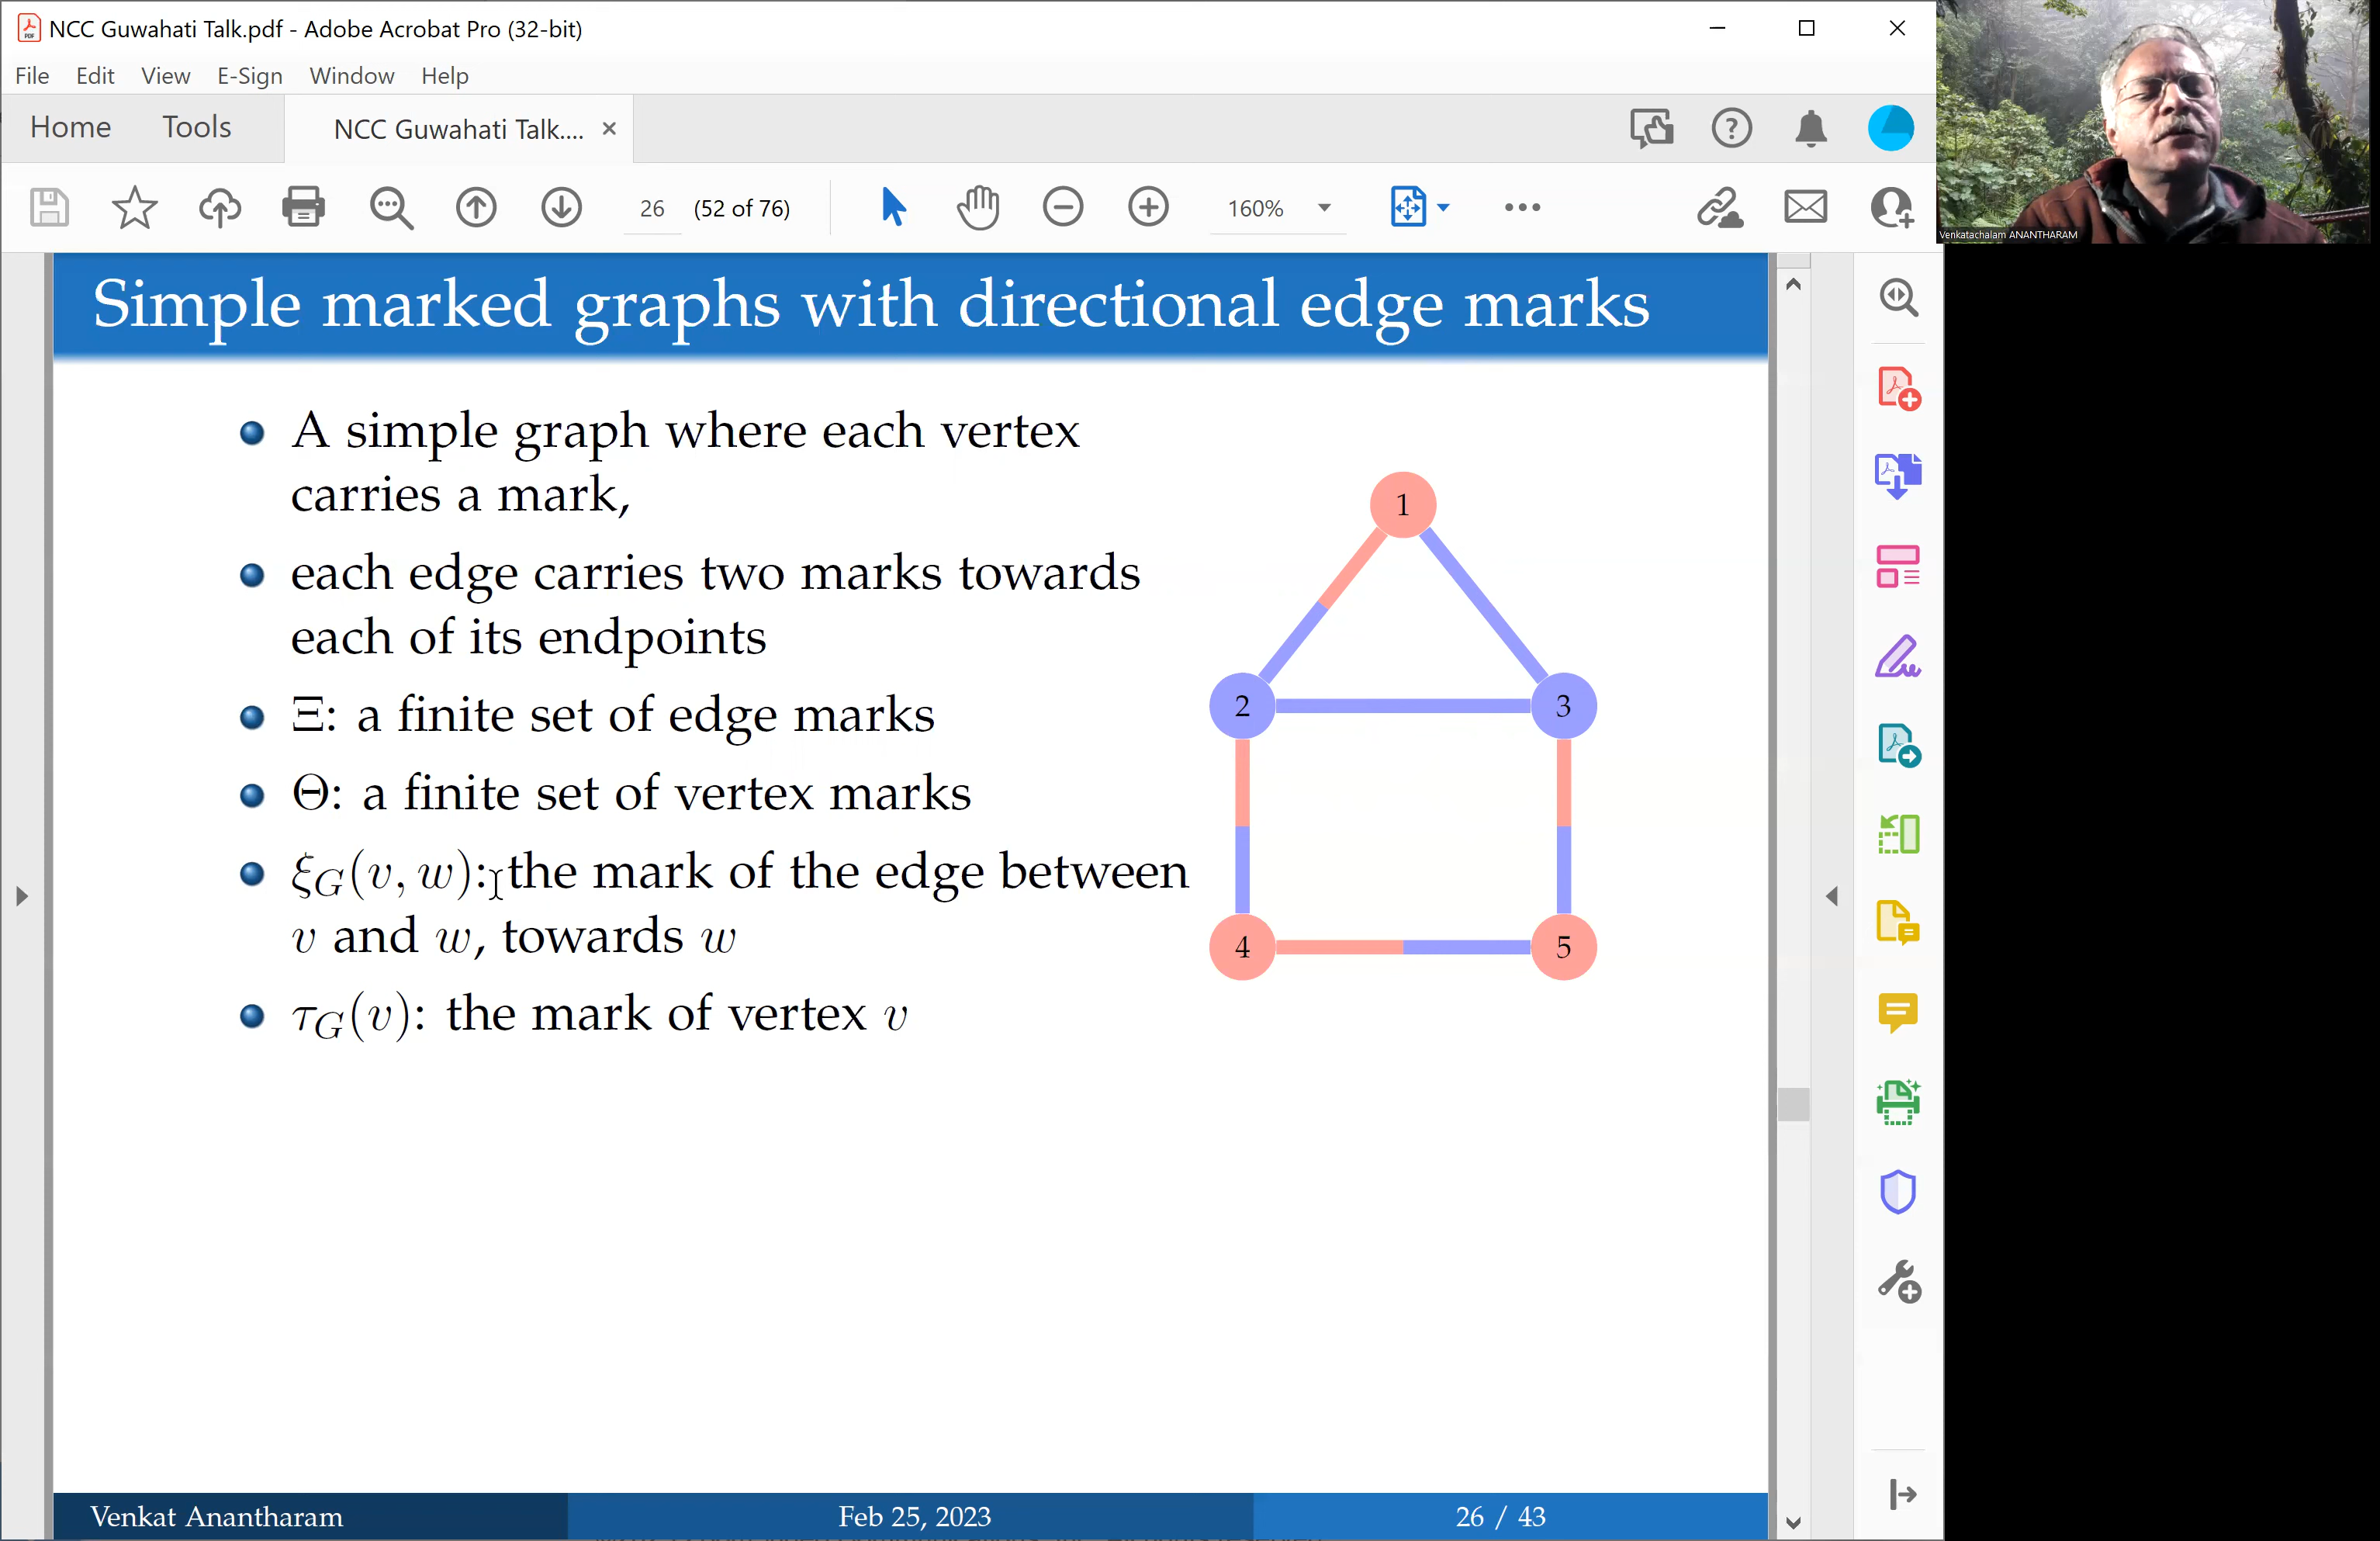 NCC Guwahati Talk.pdf - Adobe Acrobat Pro (32-bit)
File Edit View E-Sign Window Help
Home Tools NCC Guwahati Talk.... ×
26 (52 of 76) 160%
Venkatachalam ANANTHARAM
Simple marked graphs with directional edge marks
A simple graph where each vertex
carries a mark,
each edge carries two marks towards
each of its endpoints
Ξ: a finite set of edge marks
Θ: a finite set of vertex marks
ξG(v, w): the mark of the edge between
v and w, towards w
τG(v): the mark of vertex v
1
2 3
4 5
Venkat Anantharam Feb 25, 2023 26 / 43